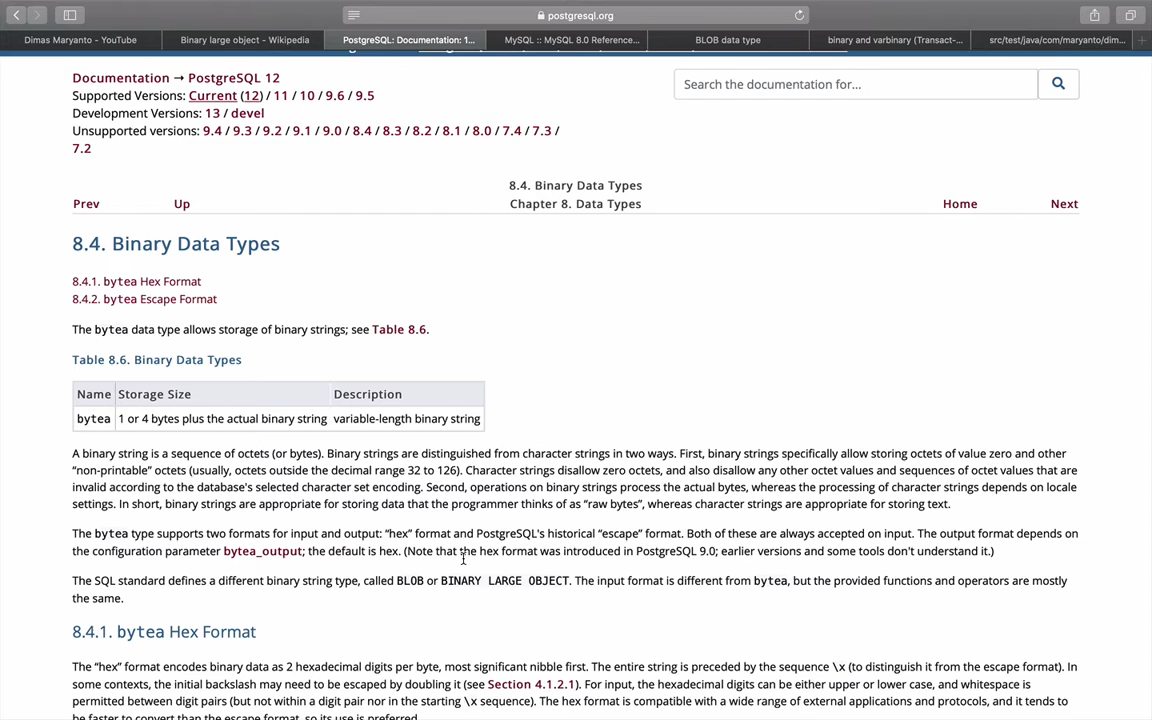 postgresql.org
Dimas Maryanto - YouTube
Binary large object - Wikipedia
PostgreSQL: Documentation: 1...
MySQL :: MySQL 8.0 Reference...
BLOB data type
binary and varbinary (Transact-...
src/test/java/com/maryanto/dim...
Documentation → PostgreSQL 12
Search the documentation for...
Supported Versions: Current (12) / 11 / 10 / 9.6 / 9.5
Development Versions: 13 / devel
Unsupported versions: 9.4 / 9.3 / 9.2 / 9.1 / 9.0 / 8.4 / 8.3 / 8.2 / 8.1 / 8.0 / 7.4 / 7.3 /
7.2
8.4. Binary Data Types
Prev Up Chapter 8. Data Types Home Next
8.4. Binary Data Types
8.4.1. bytea Hex Format
8.4.2. bytea Escape Format
The bytea data type allows storage of binary strings; see Table 8.6.
Table 8.6. Binary Data Types
Name Storage Size Description
bytea 1 or 4 bytes plus the actual binary string variable-length binary string
A binary string is a sequence of octets (or bytes). Binary strings are distinguished from character strings in two ways. First, binary strings specifically allow storing octets of value zero and other
“non-printable” octets (usually, octets outside the decimal range 32 to 126). Character strings disallow zero octets, and also disallow any other octet values and sequences of octet values that are
invalid according to the database's selected character set encoding. Second, operations on binary strings process the actual bytes, whereas the processing of character strings depends on locale
settings. In short, binary strings are appropriate for storing data that the programmer thinks of as “raw bytes”, whereas character strings are appropriate for storing text.
The bytea type supports two formats for input and output: “hex” format and PostgreSQL's historical “escape” format. Both of these are always accepted on input. The output format depends on
the configuration parameter bytea_output; the default is hex. (Note that the hex format was introduced in PostgreSQL 9.0; earlier versions and some tools don't understand it.)
The SQL standard defines a different binary string type, called BLOB or BINARY LARGE OBJECT. The input format is different from bytea, but the provided functions and operators are mostly
the same.
8.4.1. bytea Hex Format
The “hex” format encodes binary data as 2 hexadecimal digits per byte, most significant nibble first. The entire string is preceded by the sequence \x (to distinguish it from the escape format). In
some contexts, the initial backslash may need to be escaped by doubling it (see Section 4.1.2.1). For input, the hexadecimal digits can be either upper or lower case, and whitespace is
permitted between digit pairs (but not within a digit pair nor in the starting \x sequence). The hex format is compatible with a wide range of external applications and protocols, and it tends to
be faster to convert than the escape format, so its use is preferred.